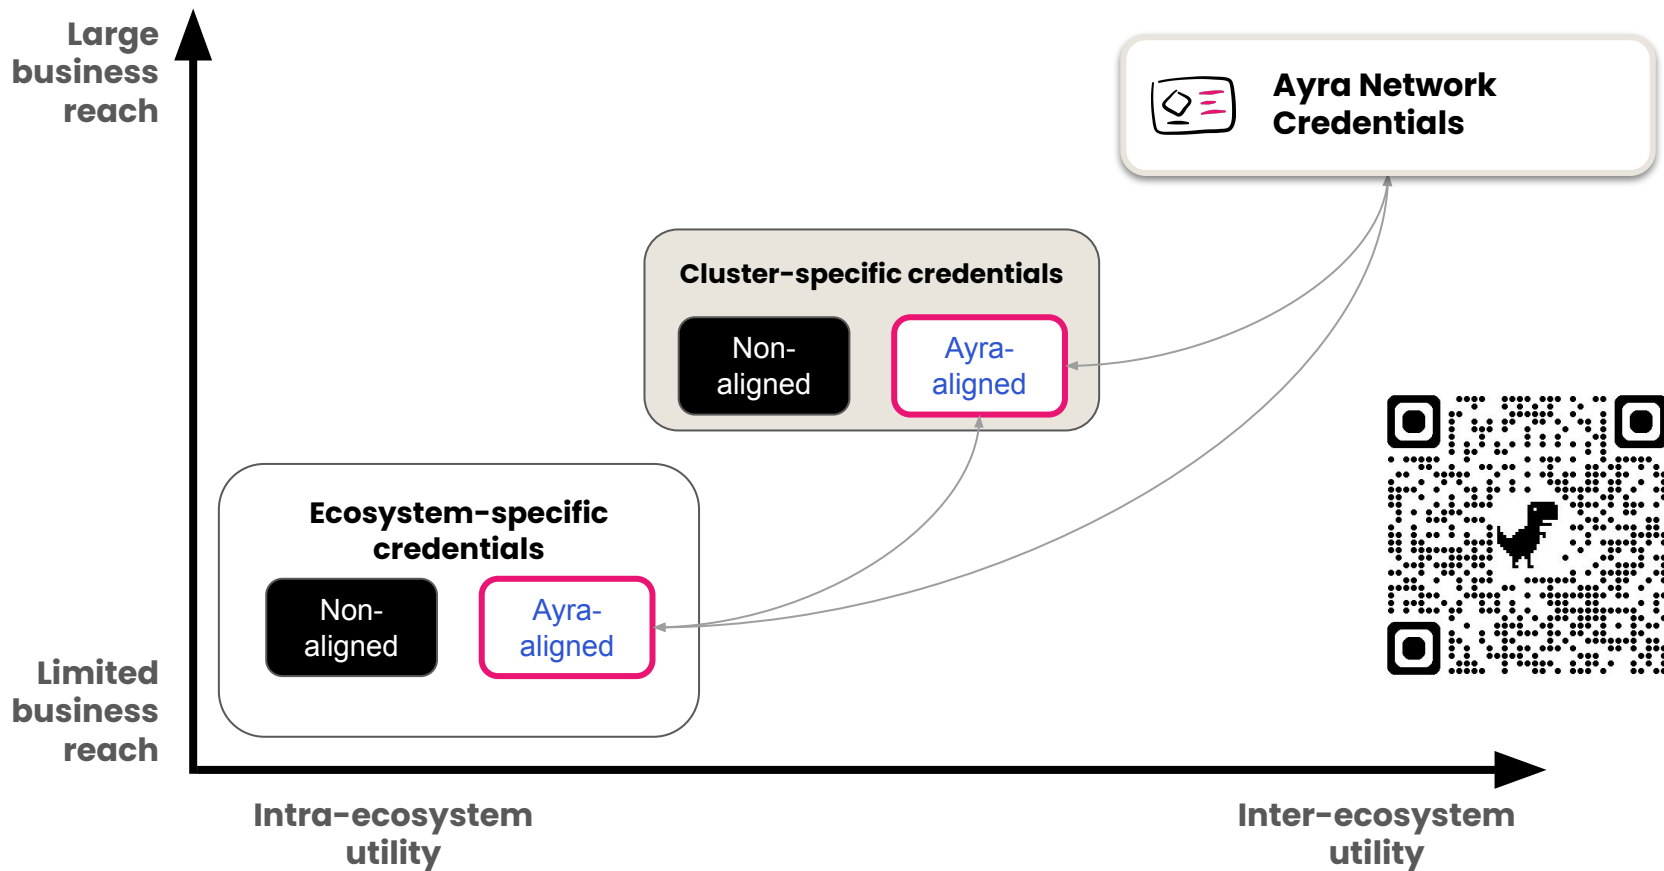 Large
business
reach
Ayra Network
Credentials
Cluster-specific credentials
Non-
aligned
Ayra-
aligned
Ecosystem-specific
credentials
Non-
aligned
Ayra-
aligned
Limited
business
reach
Intra-ecosystem
utility
Inter-ecosystem
utility